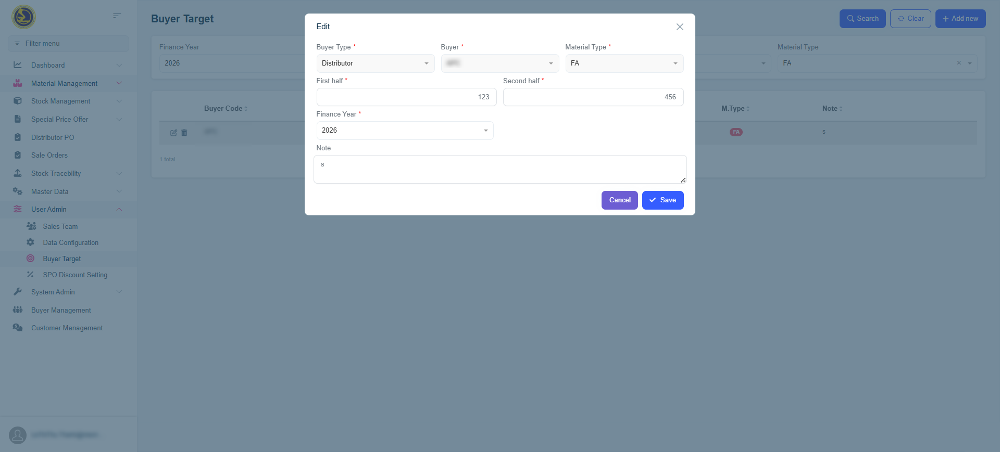 Buyer Target
Search
Clear
Add new
Filter menu
Dashboard
Material Management
Stock Management
Special Price Offer
Distributor PO
Sale Orders
Stock Tracebility
Master Data
User Admin
Sales Team
Data Configuration
Buyer Target
SPO Discount Setting
System Admin
Buyer Management
Customer Management
Finance Year
2026
Material Type
FA
Buyer Code
M.Type
Note
FA
s
1 total
Edit
Buyer Type *
Buyer *
Material Type *
Distributor
FA
First half *
Second half *
123
456
Finance Year *
2026
Note
s
Cancel
Save